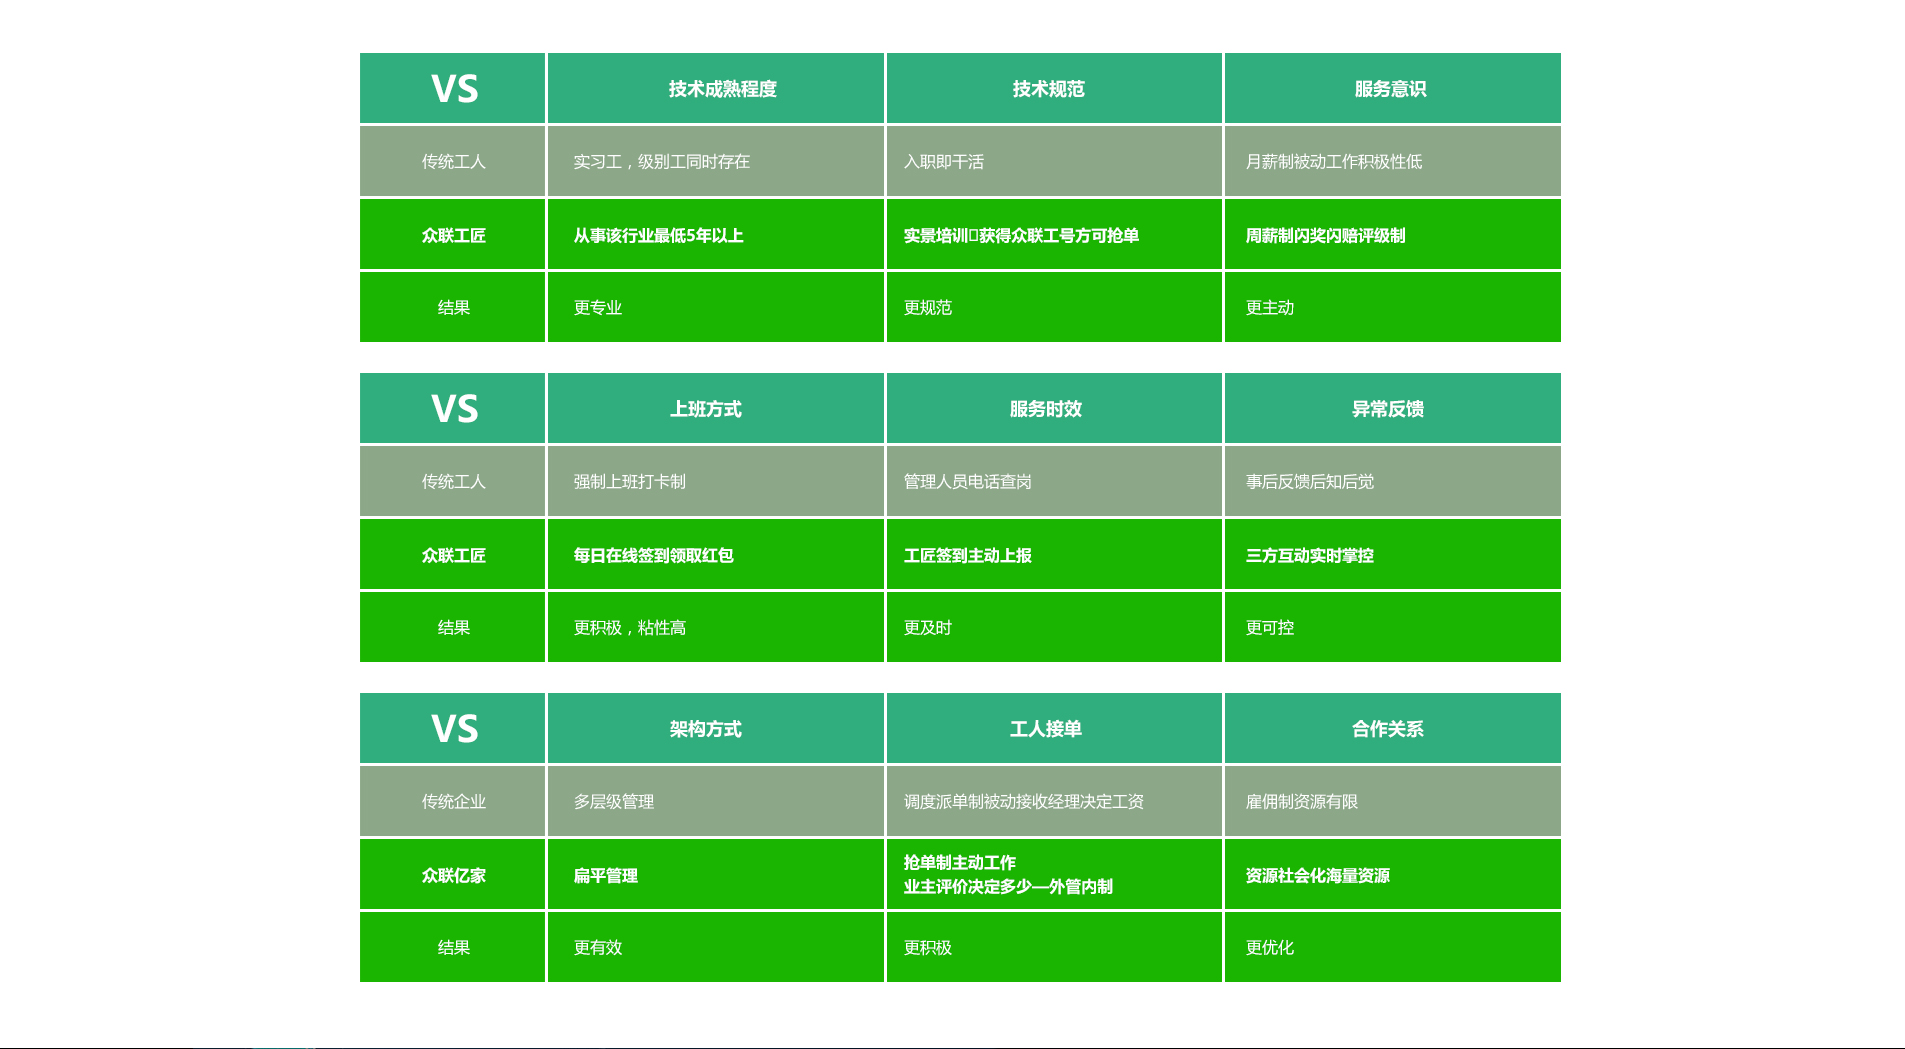 VS 技术成熟程度 技术规范 服务意识
传统工人 实习工，级别工同时存在 入职即干活 月薪制被动工作积极性低
众联工匠 从事该行业最低5年以上 实景培训▯获得众联工号方可抢单 周薪制闪奖闪赔评级制
结果 更专业 更规范 更主动
VS 上班方式 服务时效 异常反馈
传统工人 强制上班打卡制 管理人员电话查岗 事后反馈后知后觉
众联工匠 每日在线签到领取红包 工匠签到主动上报 三方互动实时掌控
结果 更积极，粘性高 更及时 更可控
VS 架构方式 工人接单 合作关系
传统企业 多层级管理 调度派单制被动接收经理决定工资 雇佣制资源有限
众联亿家 扁平管理 抢单制主动工作
业主评价决定多少—外管内制 资源社会化海量资源
结果 更有效 更积极 更优化